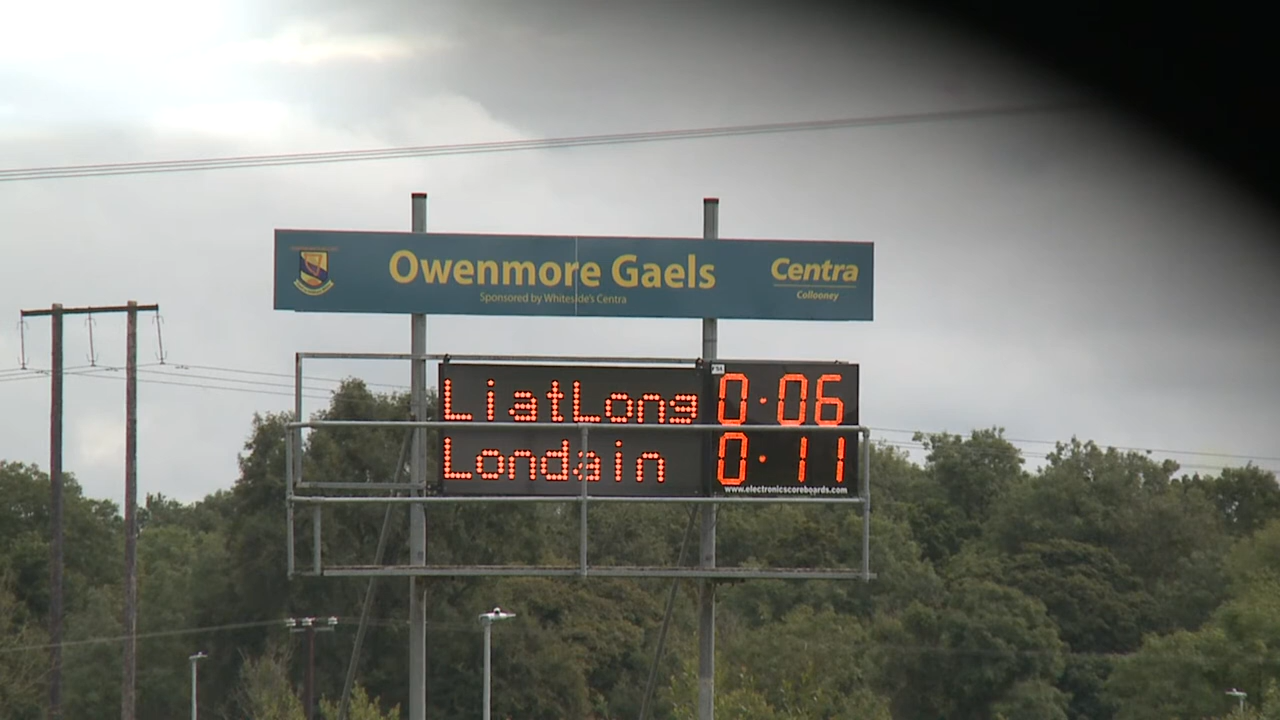 Owenmore Gaels
Sponsored by Whiteside's Centra
Centra
Collooney
LiatLong 0·06
Londain 0·11
www.electronicscoreboards.com